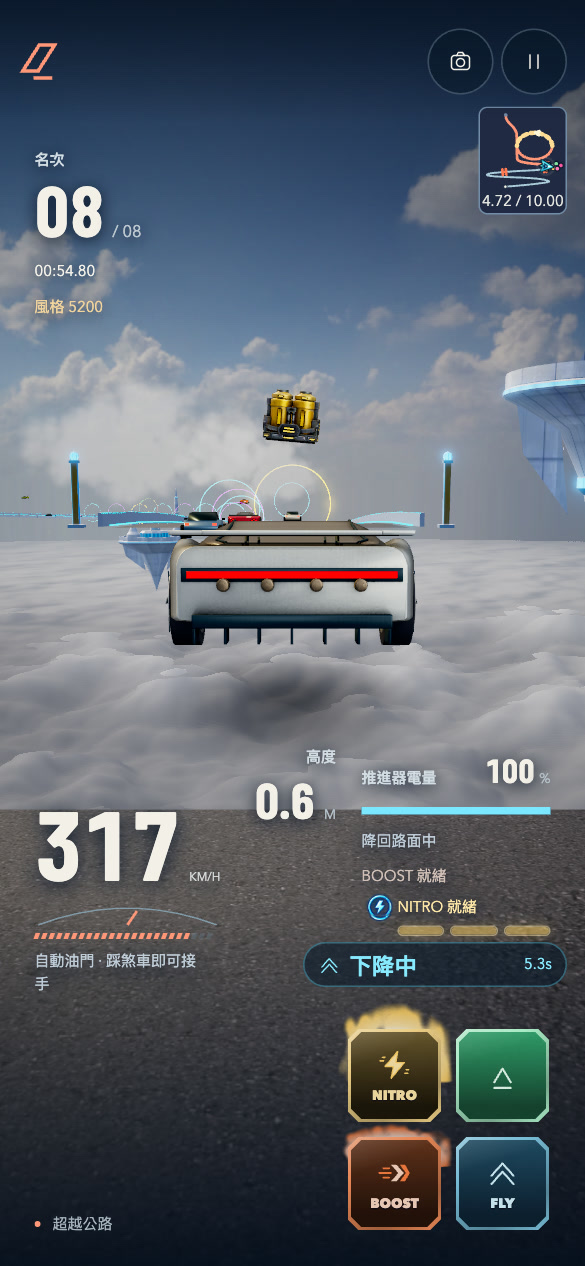 4.72 / 10.00
名次
08 / 08
00:54.80
風格 5200
高度
0.6 M
推進器電量 100 %
降回路面中
BOOST 就緒
NITRO 就緒
317 KM/H
自動油門 · 踩煞車即可接
手
下降中 5.3s
NITRO
BOOST
FLY
超越公路